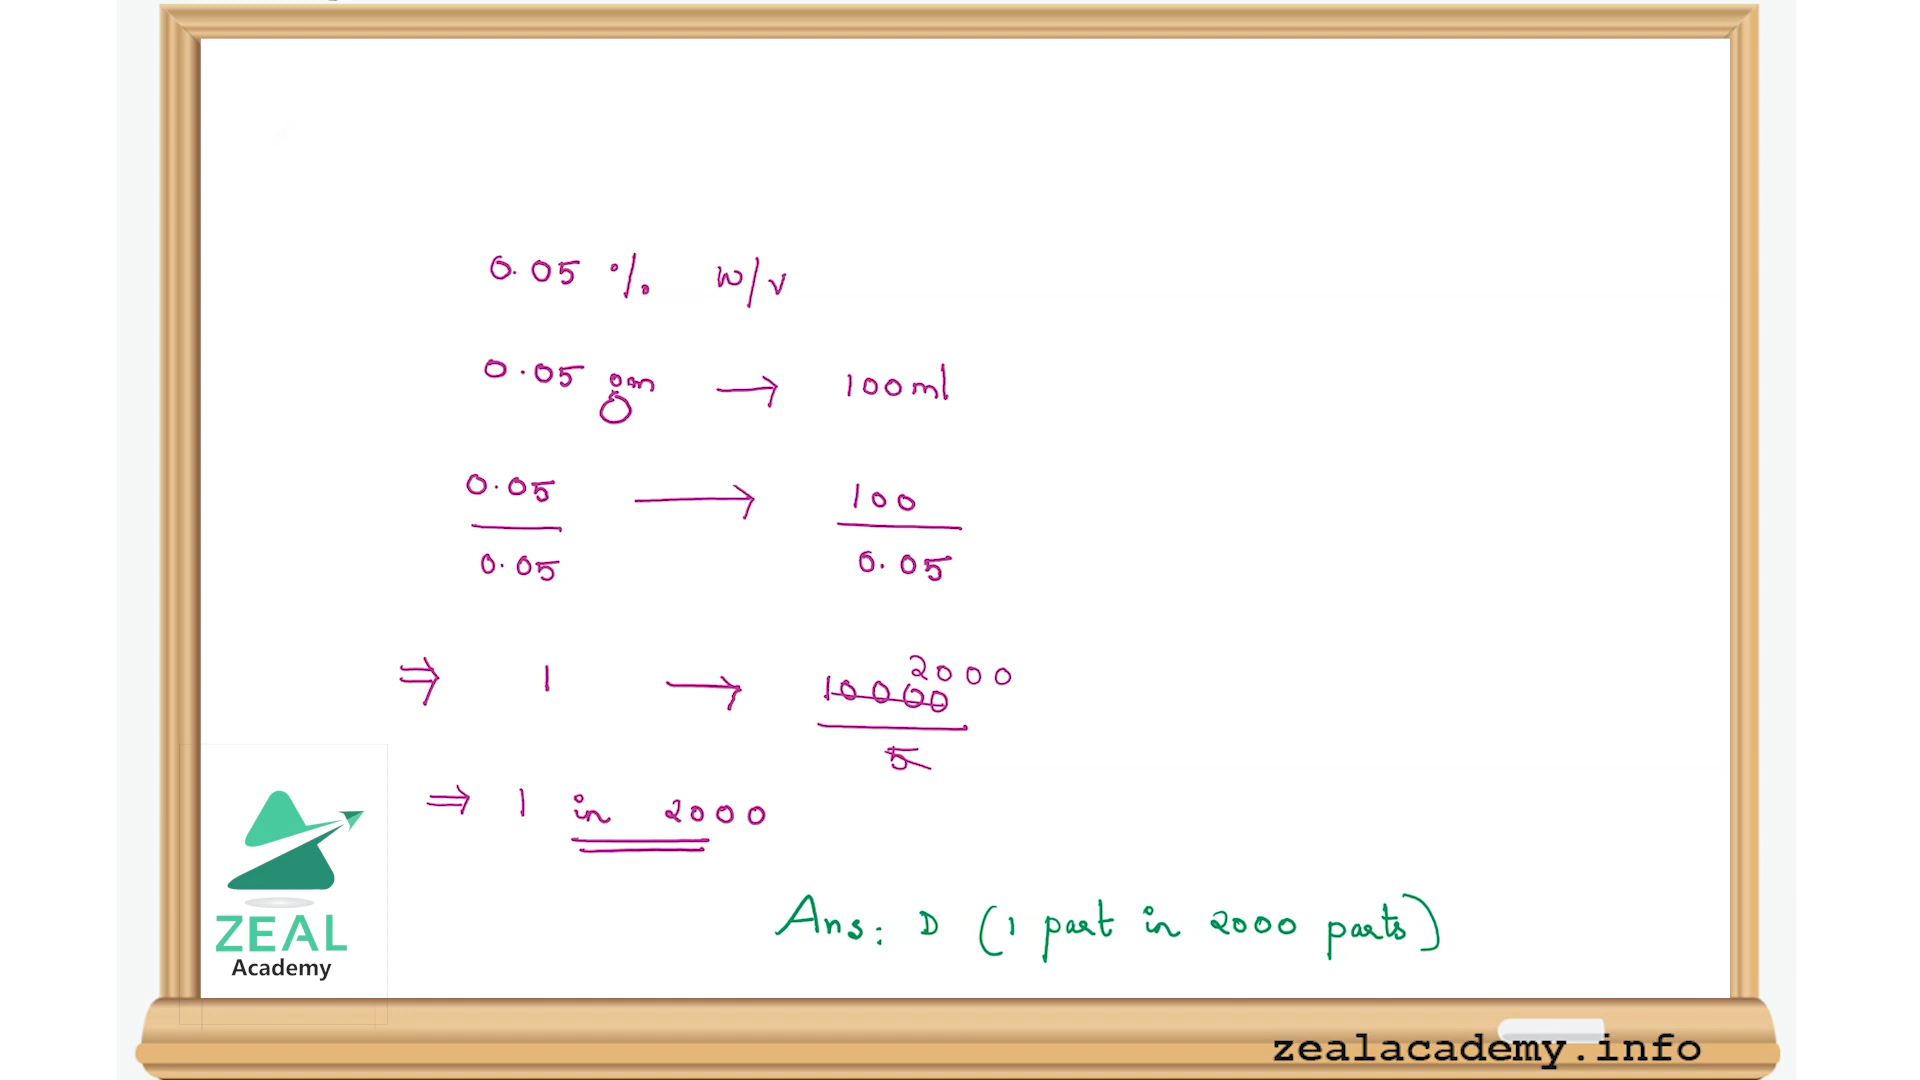 0.05 % w/v
0.05 gm → 100ml
0.05 → 100
0.05 0.05
⇒ 1 → 10000 2000
5
⇒ 1 in 2000
Ans: D (1 part in 2000 parts)
ZEAL
Academy
zealacademy.info